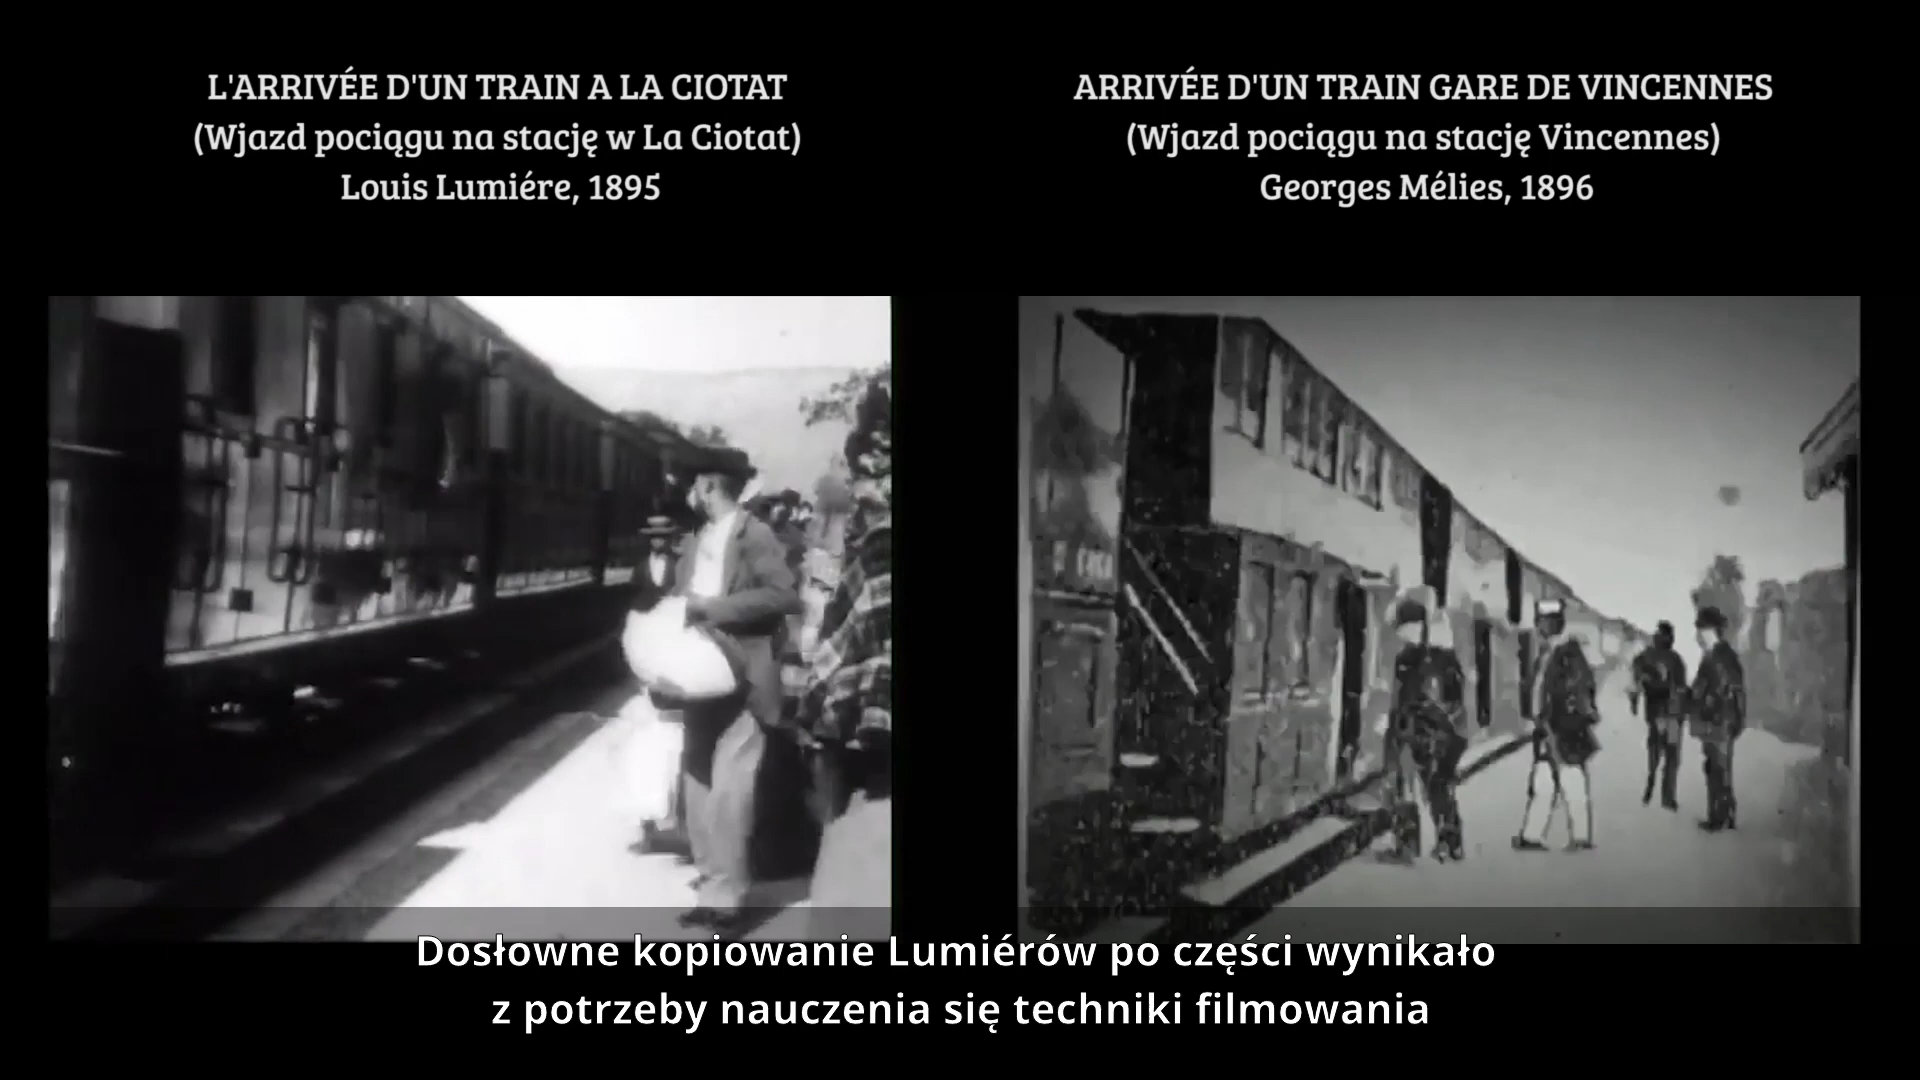 L'ARRIVÉE D'UN TRAIN A LA CIOTAT
(Wjazd pociągu na stację w La Ciotat)
Louis Lumiére, 1895
ARRIVÉE D'UN TRAIN GARE DE VINCENNES
(Wjazd pociągu na stację Vincennes)
Georges Mélies, 1896
Dosłowne kopiowanie Lumiérów po części wynikało
z potrzeby nauczenia się techniki filmowania